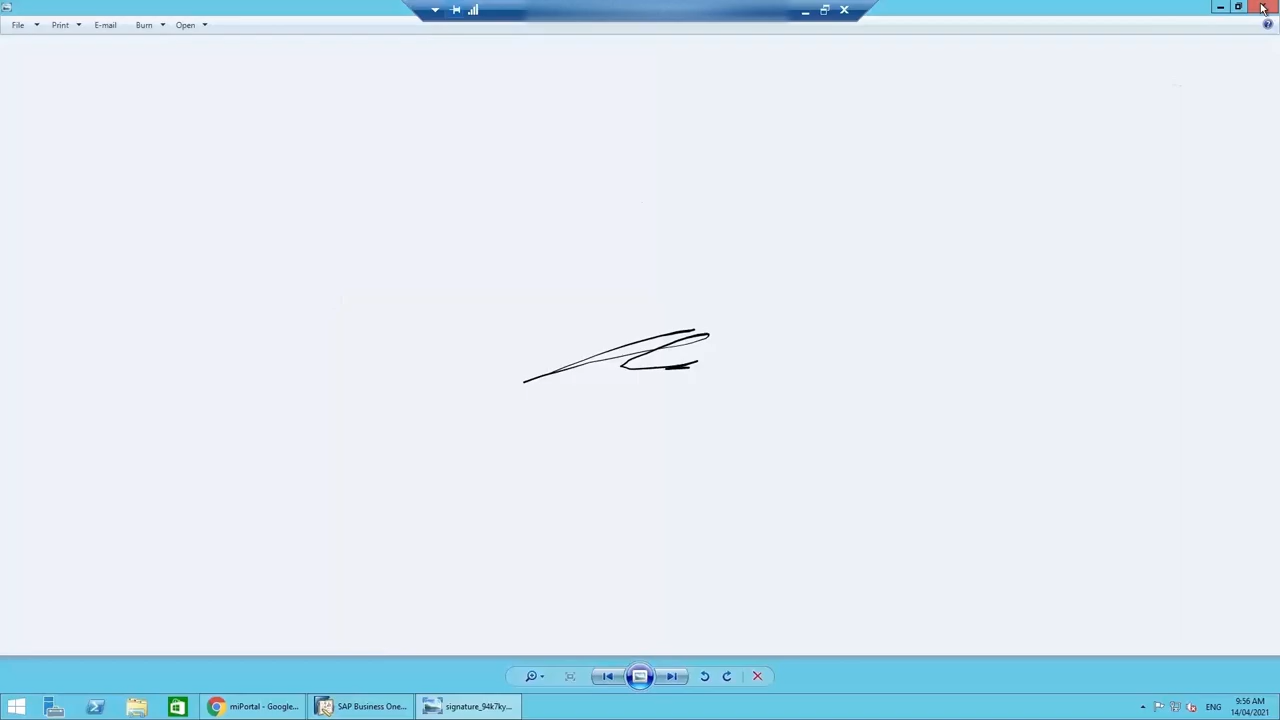 File Print E-mail Burn Open
miPortal - Google... SAP Business One... signature_94k7ky... ENG 9:56 AM
14/04/2021